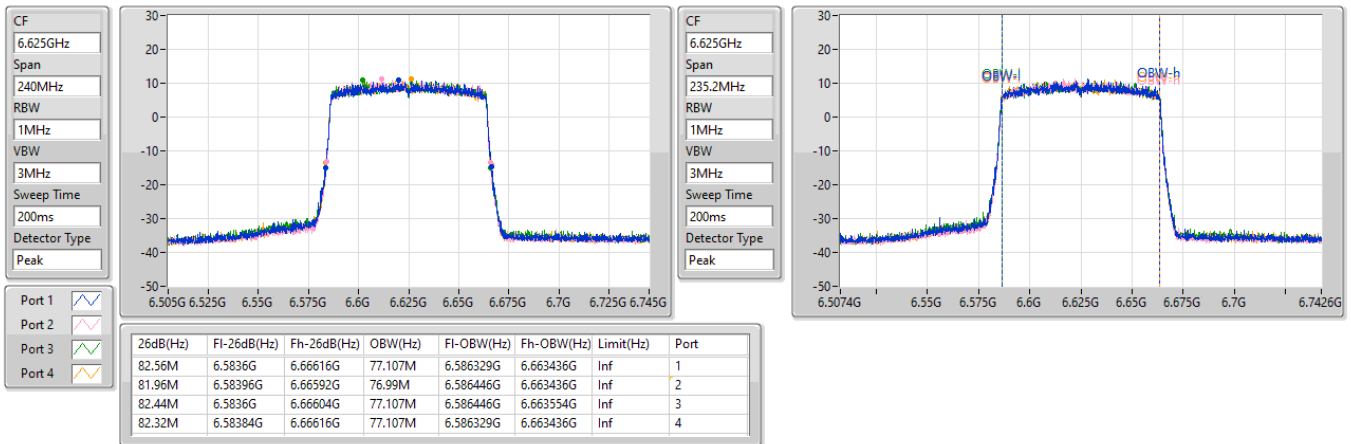 CF
6.625GHz
Span
240MHz
RBW
1MHz
VBW
3MHz
Sweep Time
200ms
Detector Type
Peak
30
20
10
0
-10
-20
-30
-40
-50
6.505G 6.525G 6.55G 6.575G 6.6G 6.625G 6.65G 6.675G 6.7G 6.725G 6.745G
CF
6.625GHz
Span
235.2MHz
RBW
1MHz
VBW
3MHz
Sweep Time
200ms
Detector Type
Peak
30
20
10
0
-10
-20
-30
-40
-50
OBW-l OBW-h
6.5074G 6.55G 6.575G 6.6G 6.625G 6.65G 6.675G 6.7G 6.7426G
Port 1
Port 2
Port 3
Port 4
26dB(Hz) Fl-26dB(Hz) Fh-26dB(Hz) OBW(Hz) Fl-OBW(Hz) Fh-OBW(Hz) Limit(Hz) Port
82.56M 6.5836G 6.66616G 77.107M 6.586329G 6.663436G Inf 1
81.96M 6.58396G 6.66592G 76.99M 6.586446G 6.663436G Inf 2
82.44M 6.5836G 6.66604G 77.107M 6.586446G 6.663554G Inf 3
82.32M 6.58384G 6.66616G 77.107M 6.586329G 6.663436G Inf 4